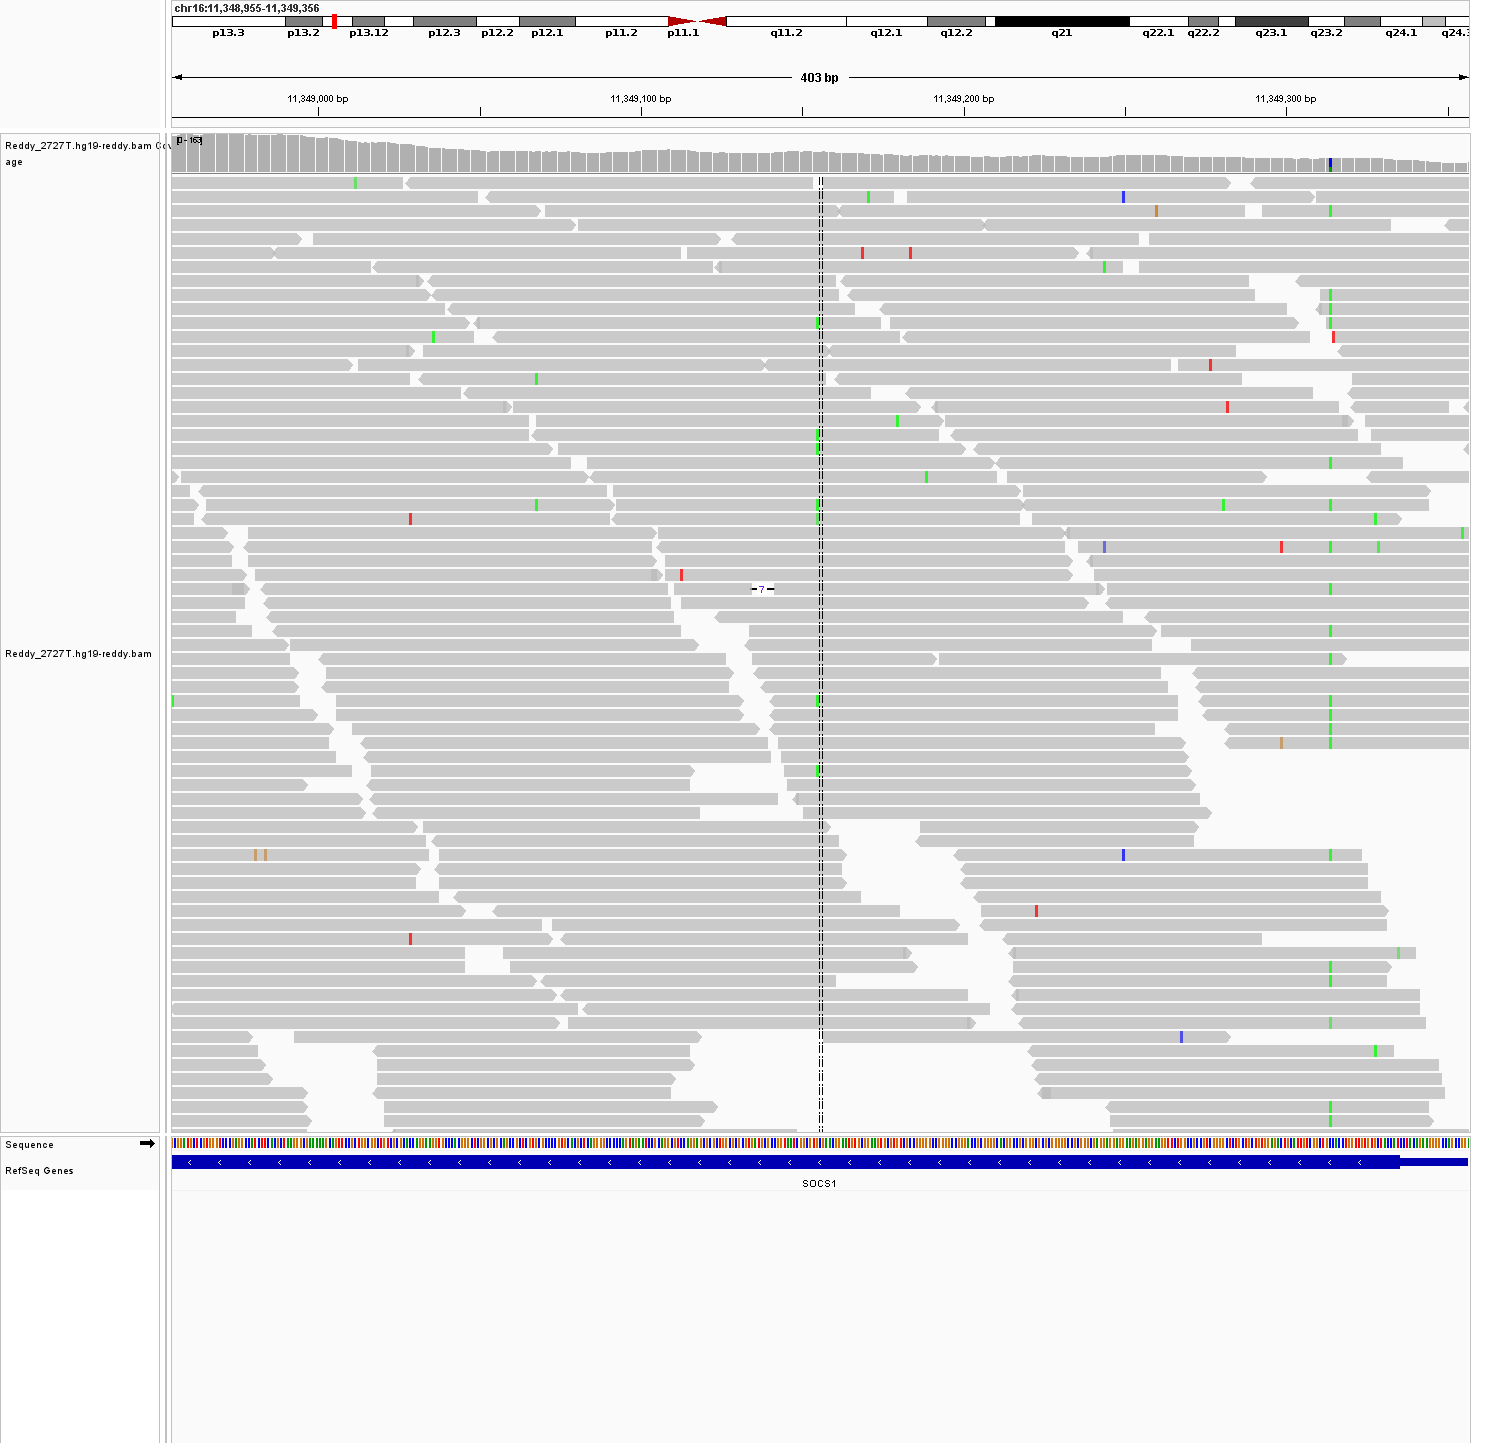 chr16:11,348,955-11,349,356
p13.3 p13.2 p13.12 p12.3 p12.2 p12.1 p11.2 p11.1 q11.2 q12.1 q12.2 q21 q22.1 q22.2 q23.1 q23.2 q24.1 q24.3
403 bp
11,349,000 bp 11,349,100 bp 11,349,200 bp 11,349,300 bp
Reddy_2727T.hg19-reddy.bam Cov
age
[0 - 163]
7
Reddy_2727T.hg19-reddy.bam
Sequence
RefSeq Genes
SOCS1